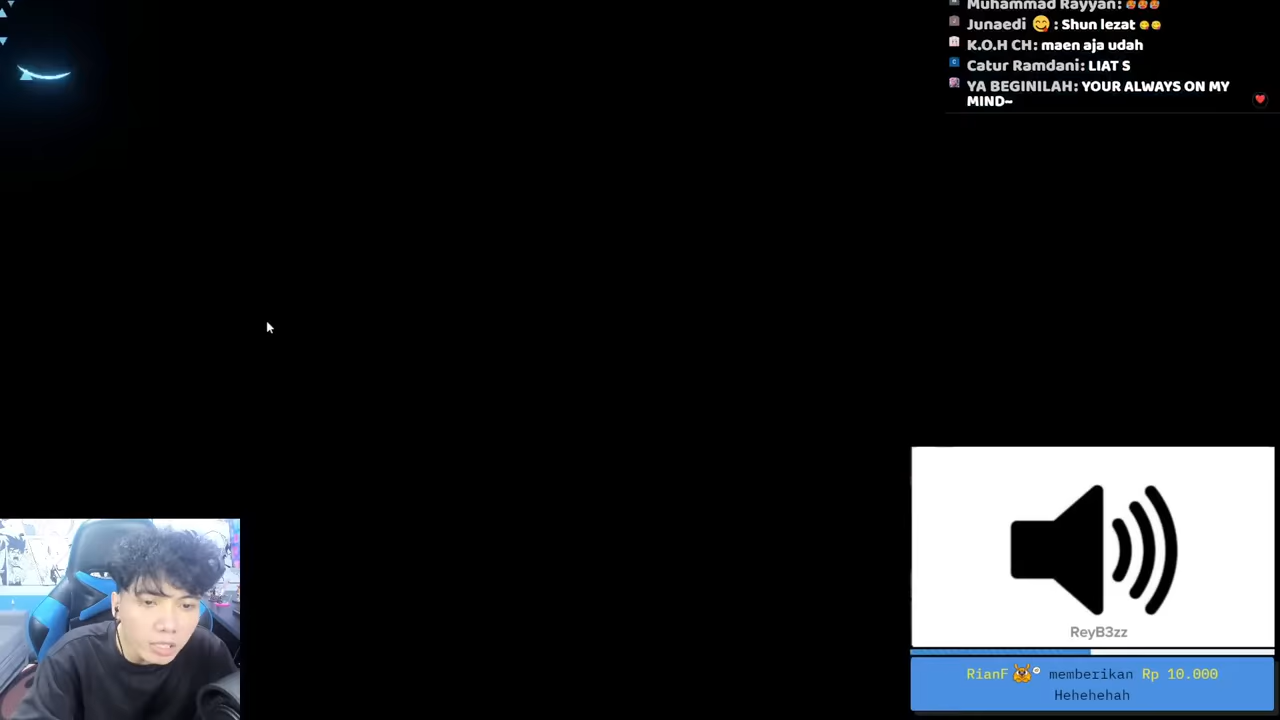 Muhammad Rayyan: 🥵🥵🥵
Junaedi 😋 : Shun lezat 😋😋
K.O.H CH: maen aja udah
Catur Ramdani: LIAT S
YA BEGINILAH: YOUR ALWAYS ON MY
MIND~
ReyB3zz
RianF memberikan Rp 10.000
Hehehehah